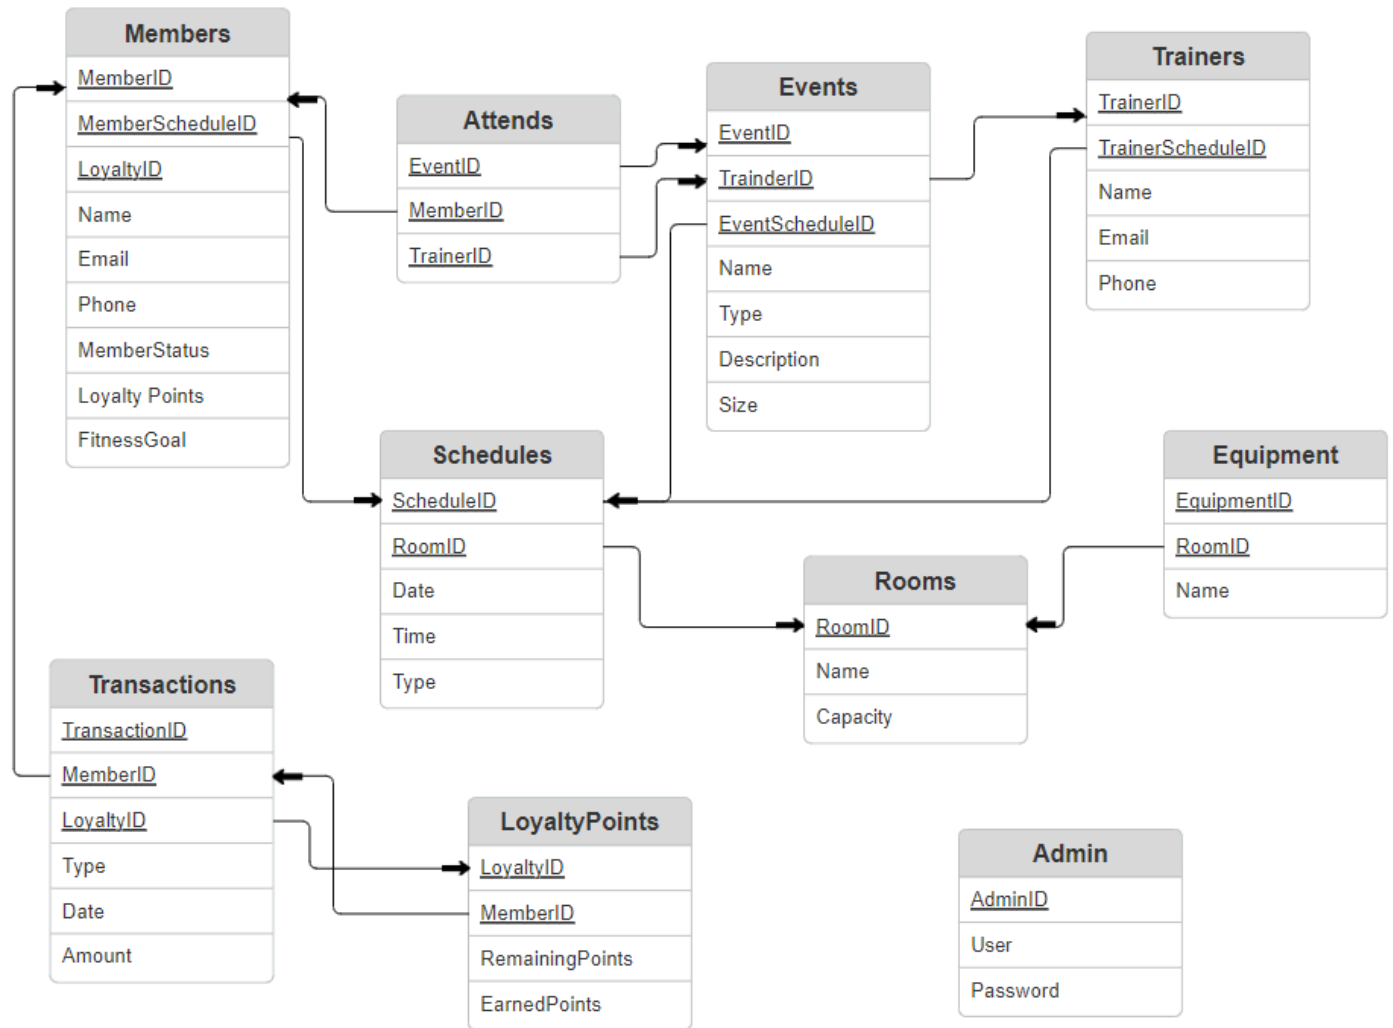 Members
MemberID
MemberScheduleID
LoyaltyID
Name
Email
Phone
MemberStatus
Loyalty Points
FitnessGoal
Attends
EventID
MemberID
TrainerID
Events
EventID
TrainderID
EventScheduleID
Name
Type
Description
Size
Trainers
TrainerID
TrainerScheduleID
Name
Email
Phone
Schedules
ScheduleID
RoomID
Date
Time
Type
Equipment
EquipmentID
RoomID
Name
Rooms
RoomID
Name
Capacity
Transactions
TransactionID
MemberID
LoyaltyID
Type
Date
Amount
LoyaltyPoints
LoyaltyID
MemberID
RemainingPoints
EarnedPoints
Admin
AdminID
User
Password